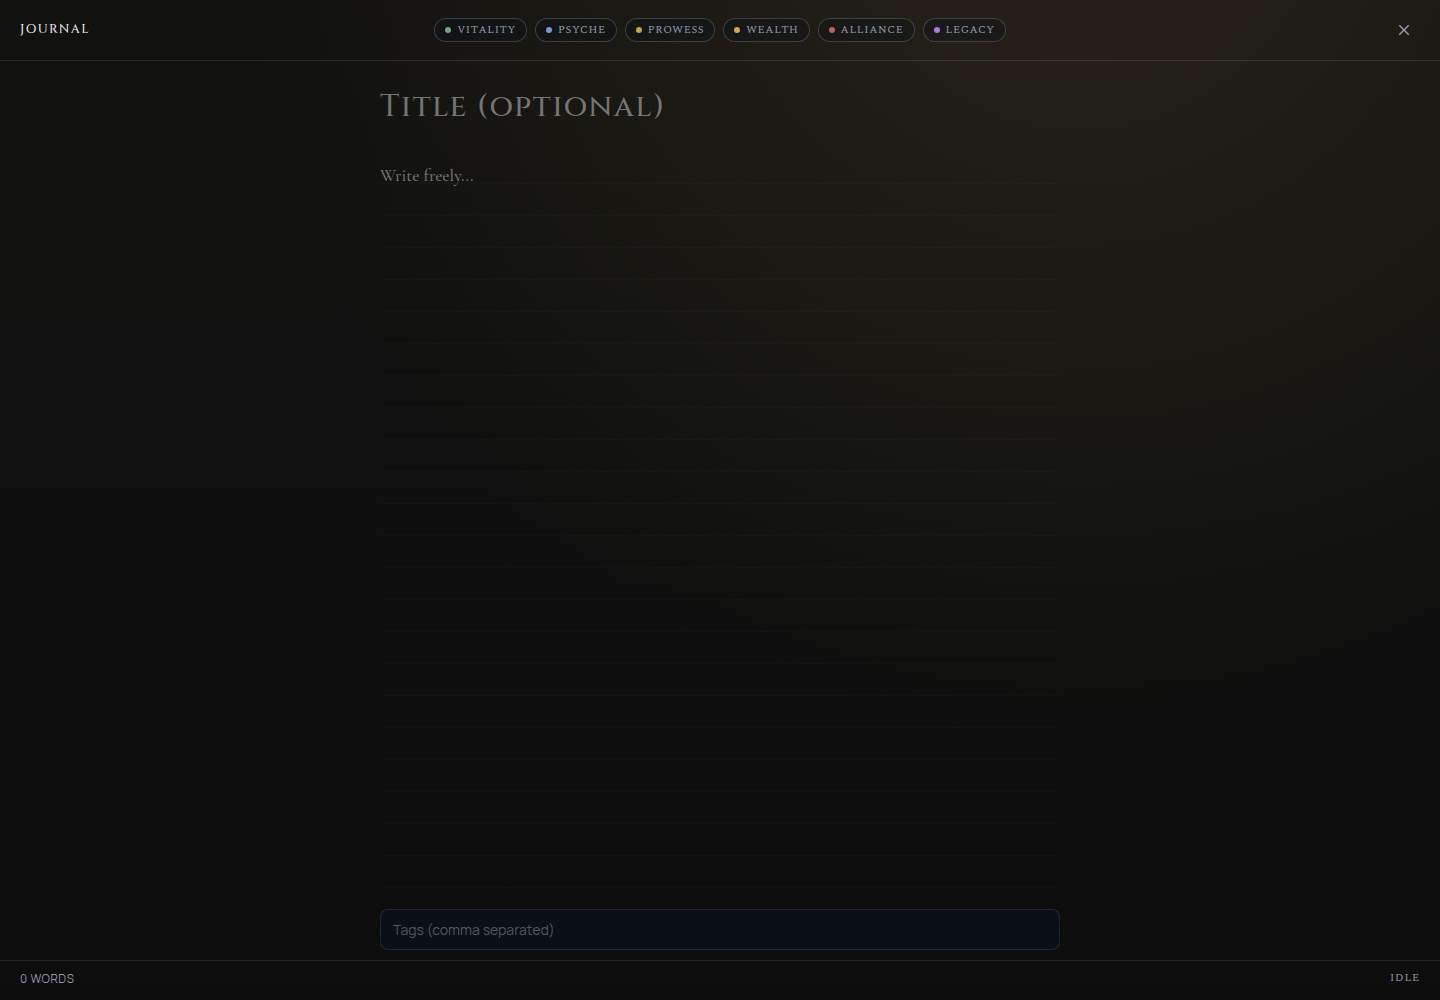 JOURNAL
VITALITY
PSYCHE
PROWESS
WEALTH
ALLIANCE
LEGACY
Title (optional)
Write freely...
Tags (comma separated)
0 WORDS
IDLE